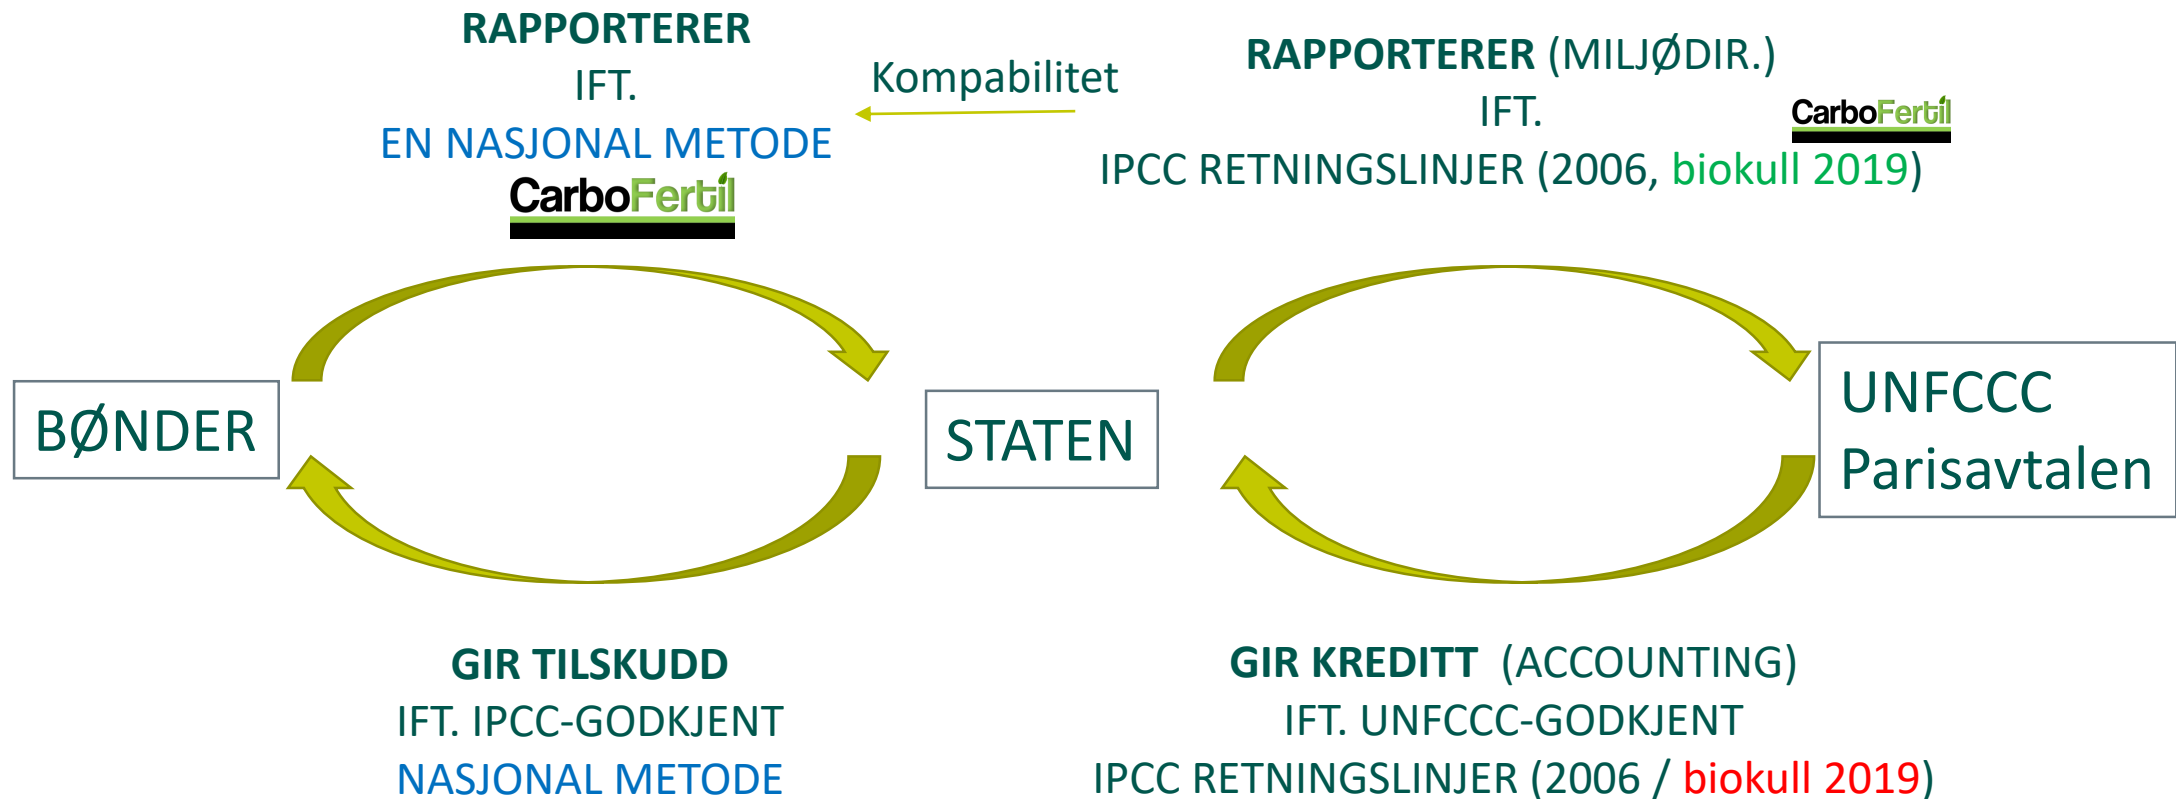 RAPPORTERER
IFT.
EN NASJONAL METODE
CarboFertil
Kompabilitet
RAPPORTERER (MILJØDIR.)
IFT.
CarboFertil
IPCC RETNINGSLINJER (2006, biokull 2019)
BØNDER
STATEN
UNFCCC
Parisavtalen
GIR TILSKUDD
IFT. IPCC-GODKJENT
NASJONAL METODE
GIR KREDITT (ACCOUNTING)
IFT. UNFCCC-GODKJENT
IPCC RETNINGSLINJER (2006 / biokull 2019)